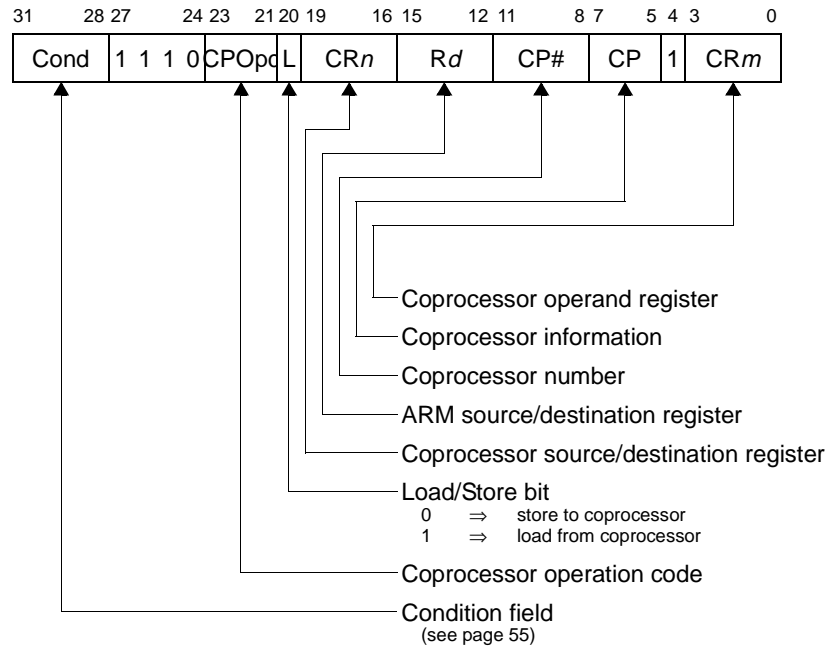 31 28 27 24 23 21 20 19 16 15 12 11 8 7 5 4 3 0
Cond 1 1 1 0 CPOpc L CRn Rd CP# CP 1 CRm
Coprocessor operand register
Coprocessor information
Coprocessor number
ARM source/destination register
Coprocessor source/destination register
Load/Store bit
0 ⇒ store to coprocessor
1 ⇒ load from coprocessor
Coprocessor operation code
Condition field
(see page 55)